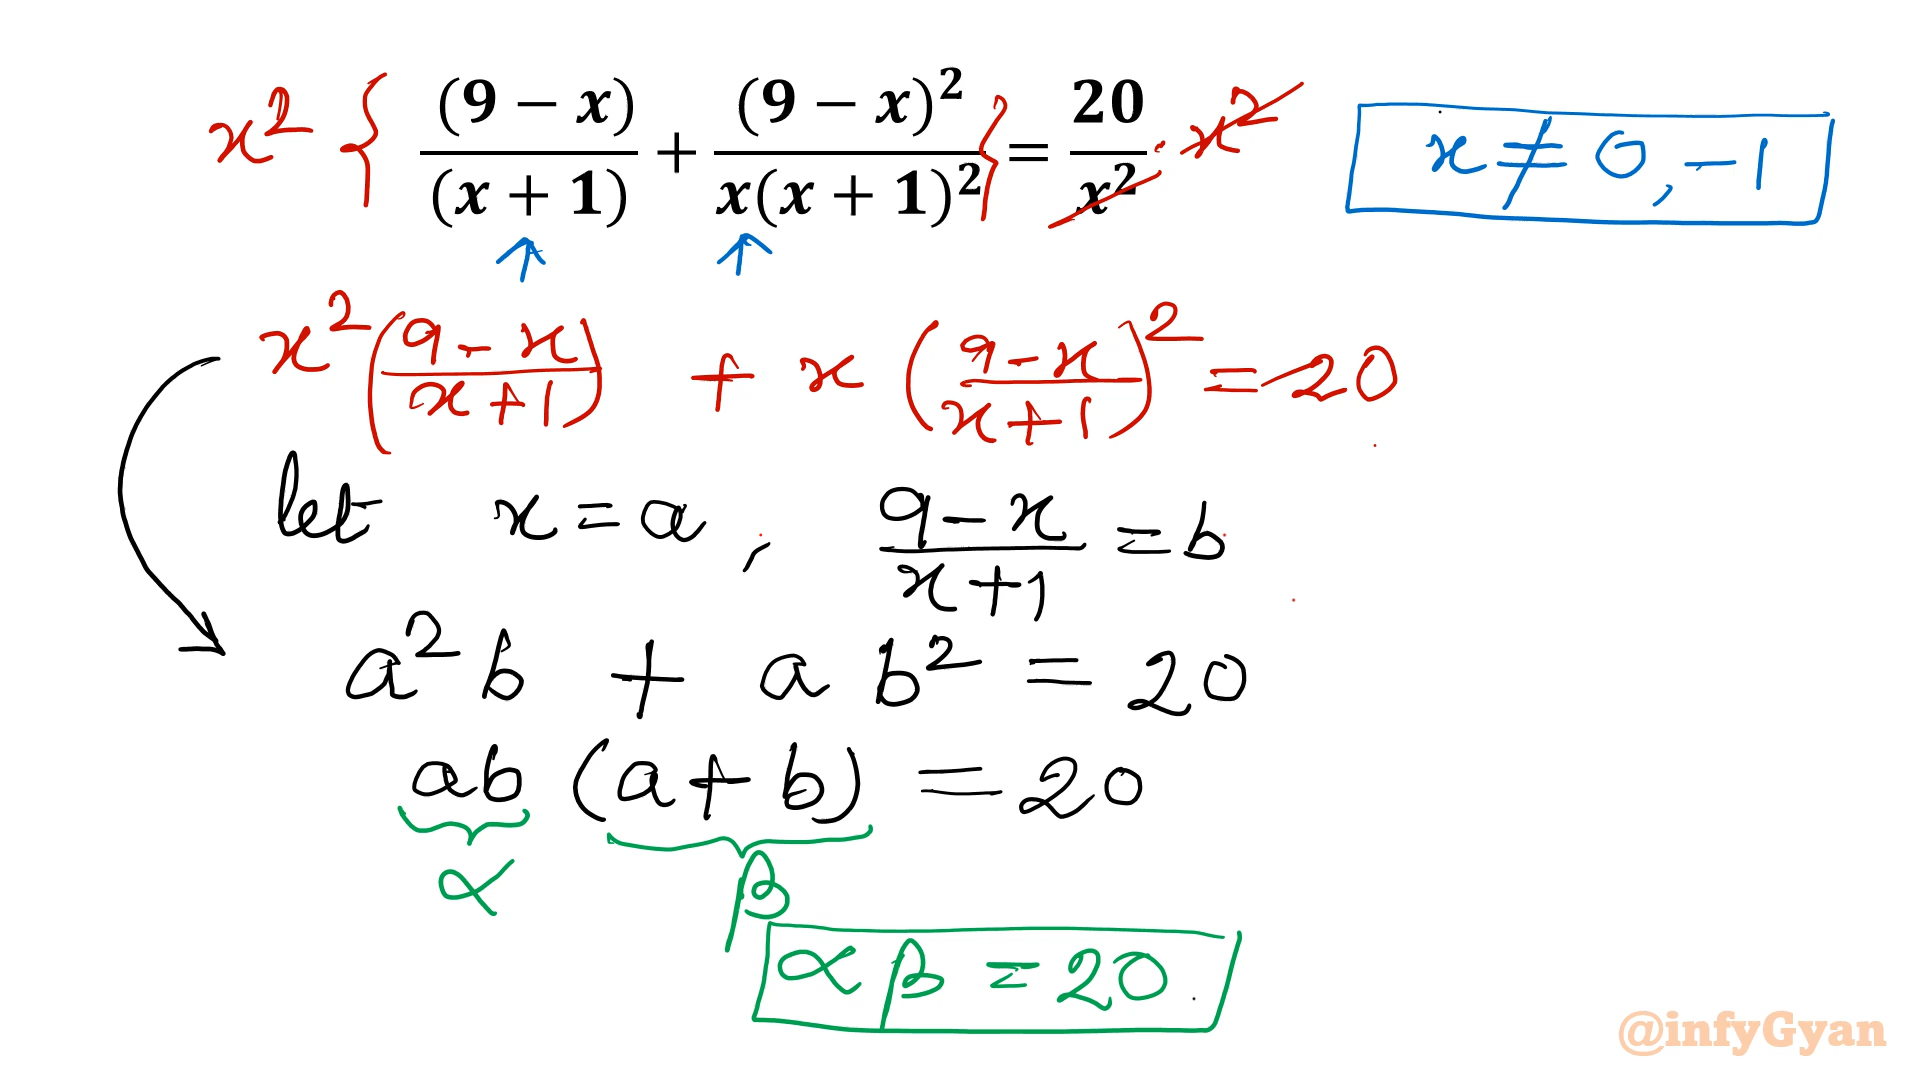 x² { (9 − x)/(x + 1) + (9 − x)²/x(x + 1)² } = 20/x² · x²
x ≠ 0, −1
x² (9−x/x+1) + x (9−x/x+1)² = 20
let x = a, 9−x/x+1 = b
a²b + ab² = 20
ab (a+b) = 20
α β
αβ = 20
@infyGyan